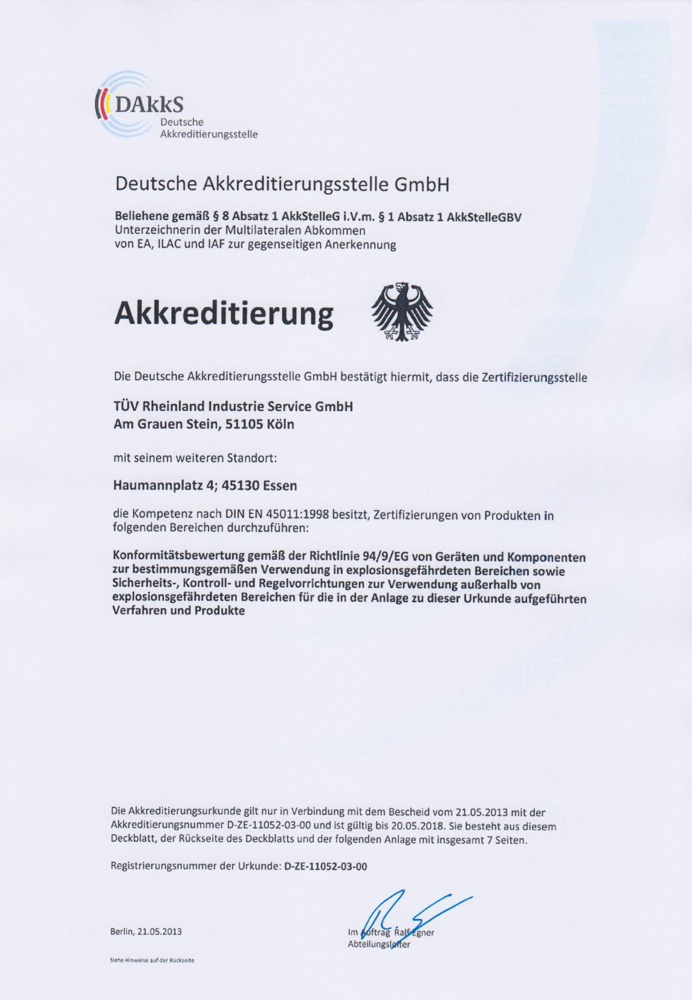 DAkkS
Deutsche
Akkreditierungsstelle
Deutsche Akkreditierungsstelle GmbH
Beliehene gemäß § 8 Absatz 1 AkkStelleG i.V.m. § 1 Absatz 1 AkkStelleGBV
Unterzeichnerin der Multilateralen Abkommen
von EA, ILAC und IAF zur gegenseitigen Anerkennung
Akkreditierung
Die Deutsche Akkreditierungsstelle GmbH bestätigt hiermit, dass die Zertifizierungsstelle
TÜV Rheinland Industrie Service GmbH
Am Grauen Stein, 51105 Köln
mit seinem weiteren Standort:
Haumannplatz 4; 45130 Essen
die Kompetenz nach DIN EN 45011:1998 besitzt, Zertifizierungen von Produkten in
folgenden Bereichen durchzuführen:
Konformitätsbewertung gemäß der Richtlinie 94/9/EG von Geräten und Komponenten
zur bestimmungsgemäßen Verwendung in explosionsgefährdeten Bereichen sowie
Sicherheits-, Kontroll- und Regelvorrichtungen zur Verwendung außerhalb von
explosionsgefährdeten Bereichen für die in der Anlage zu dieser Urkunde aufgeführten
Verfahren und Produkte
Die Akkreditierungsurkunde gilt nur in Verbindung mit dem Bescheid vom 21.05.2013 mit der
Akkreditierungsnummer D-ZE-11052-03-00 und ist gültig bis 20.05.2018. Sie besteht aus diesem
Deckblatt, der Rückseite des Deckblatts und der folgenden Anlage mit insgesamt 7 Seiten.
Registrierungsnummer der Urkunde: D-ZE-11052-03-00
Berlin, 21.05.2013
Im Auftrag Ralf Egner
Abteilungsleiter
Siehe Hinweise auf der Rückseite